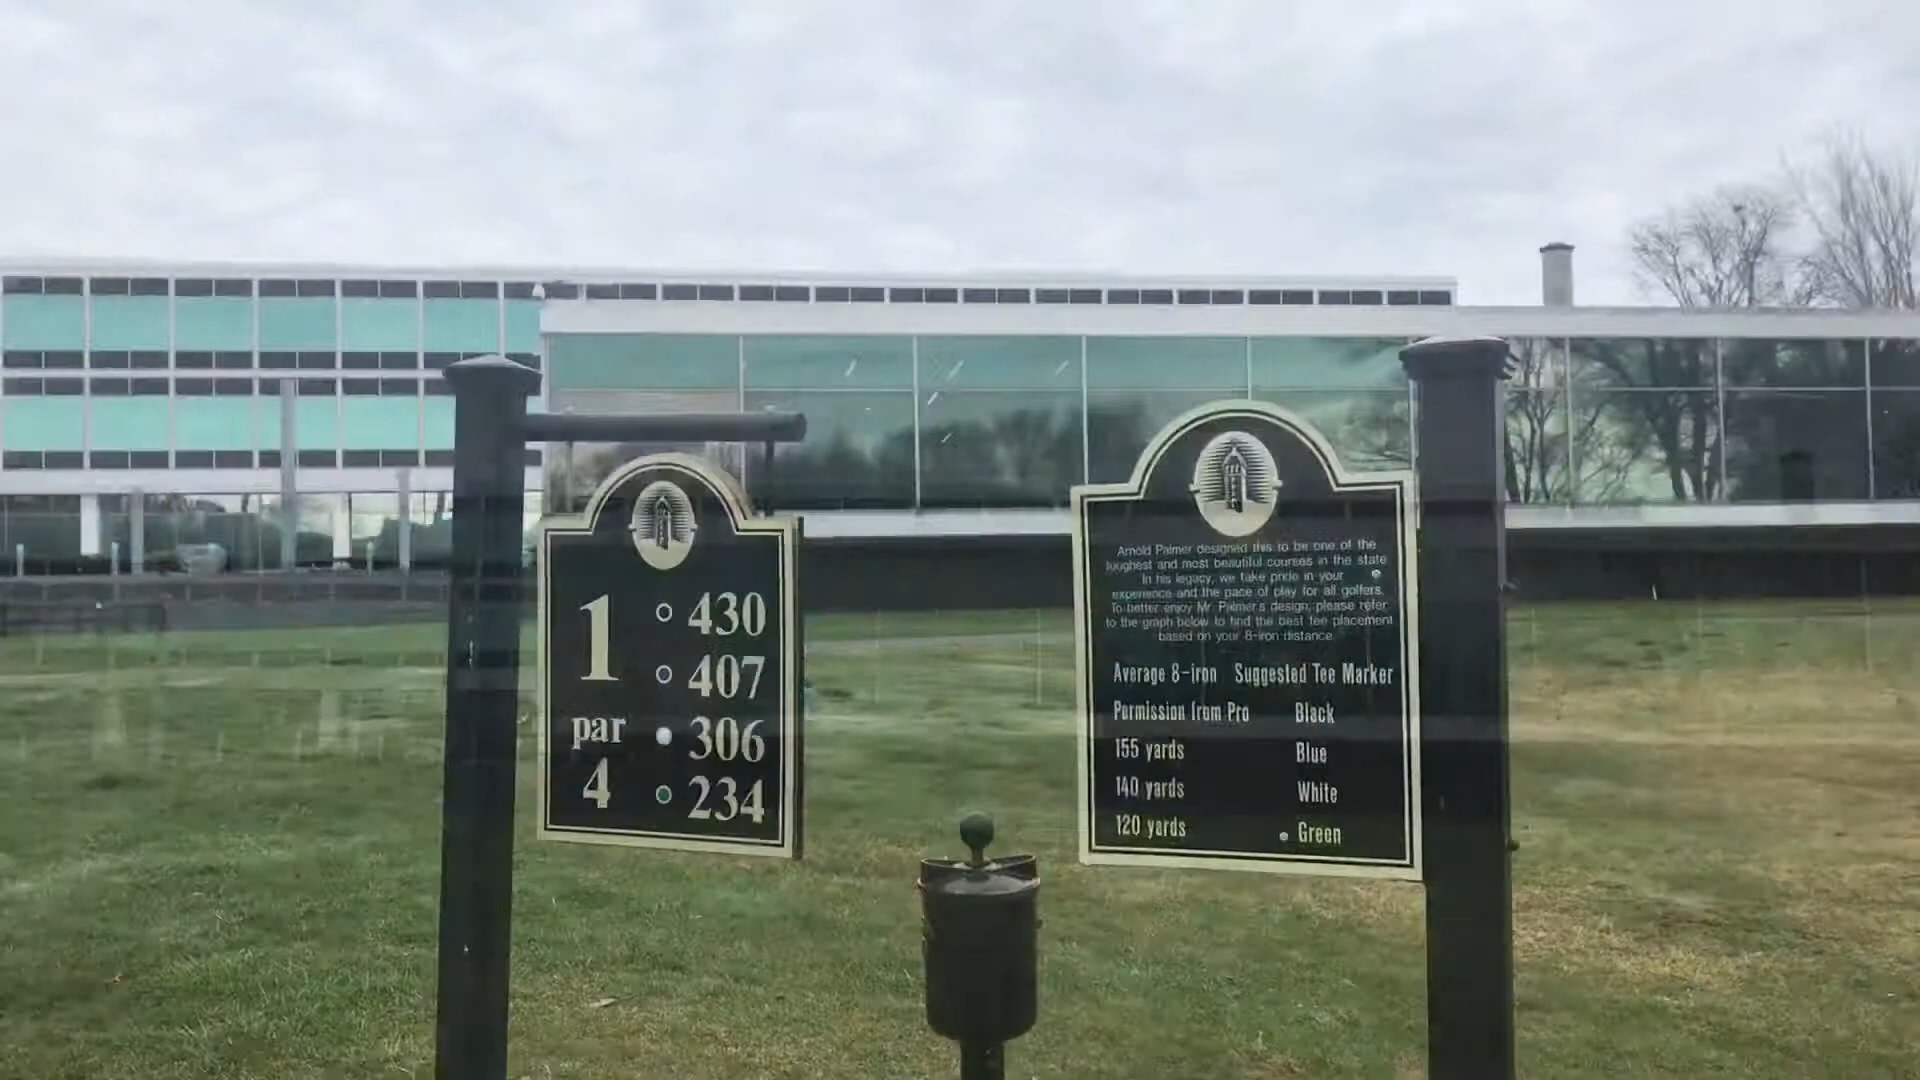 1
430
407
par
306
4
234
Arnold Palmer designed this to be one of the
toughest and most beautiful courses in the state
In his legacy, we take pride in your
experience and the pace of play for all golfers.
To better enjoy Mr. Palmer's design, please refer
to the graph below to find the best tee placement
based on your 8-iron distance.
Average 8-iron Suggested Tee Marker
Permission from Pro Black
155 yards Blue
140 yards White
120 yards Green